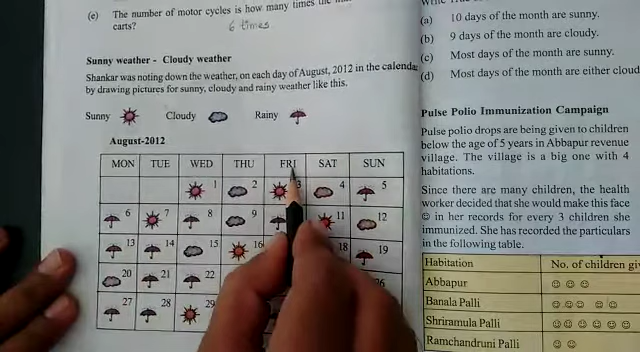 (e) The number of motor cycles is how many times the
carts?
6 times
Sunny weather - Cloudy weather
Shankar was noting down the weather, on each day of August, 2012 in the calendar
by drawing pictures for sunny, cloudy and rainy weather like this.
Sunny Cloudy Rainy
August-2012
MON TUE WED THU FRI SAT SUN
1 2 3 4 5
6 7 8 9 11 12
13 14 15 16 18 19
20 21 22
27 28 29
(a) 10 days of the month are sunny.
(b) 9 days of the month are cloudy.
(c) Most days of the month are sunny.
(d) Most days of the month are either cloud
Pulse Polio Immunization Campaign
Pulse polio drops are being given to children
below the age of 5 years in Abbapur revenue
village. The village is a big one with 4
habitations.
Since there are many children, the health
worker decided that she would make this face
☺ in her records for every 3 children she
immunized. She has recorded the particulars
in the following table.
Habitation No. of children gi
Abbapur
Banala Palli
Shriramula Palli
Ramchandruni Palli